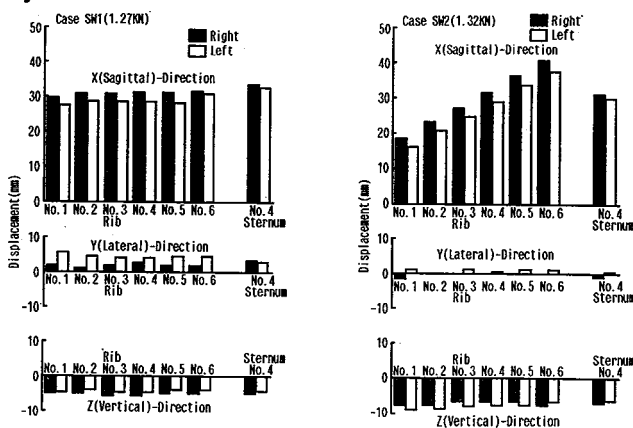 Case SW1(1.27KN)
Right
Left
X(Sagittal)-Direction
50
40
30
20
10
0
No.1 No.2 No.3 No.4 No.5 No.6 No.4
Rib Sternum
Displacement(mm)
Y(Lateral)-Direction
10
0
-10
No.1 No.2 No.3 No.4 No.5 No.6 No.4
Rib Sternum
10
0
-10
Rib Sternum
No.1 No.2 No.3 No.4 No.5 No.6 No.4
Z(Vertical)-Direction
Case SW2(1.32KN)
Right
Left
X(Sagittal)-Direction
50
40
30
20
10
0
No.1 No.2 No.3 No.4 No.5 No.6 No.4
Rib Sternum
Displacement(mm)
Y(Lateral)-Direction
10
0
-10
No.1 No.2 No.3 No.4 No.5 No.6 No.4
Rib Sternum
10
0
-10
Rib Sternum
No.1 No.2 No.3 No.4 No.5 No.6 No.4
Z(Vertical)-Direction